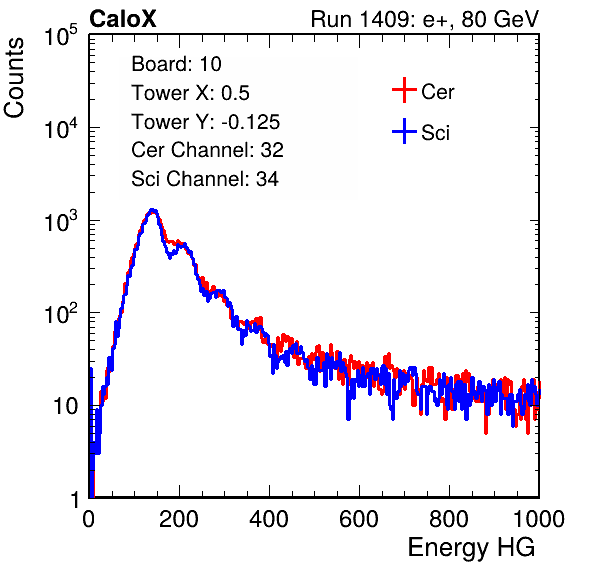 CaloX Run 1409: e+, 80 GeV
Counts
Board: 10
Tower X: 0.5
Tower Y: -0.125
Cer Channel: 32
Sci Channel: 34
Cer
Sci
10^5
10^4
10^3
10^2
10
1
0 200 400 600 800 1000
Energy HG